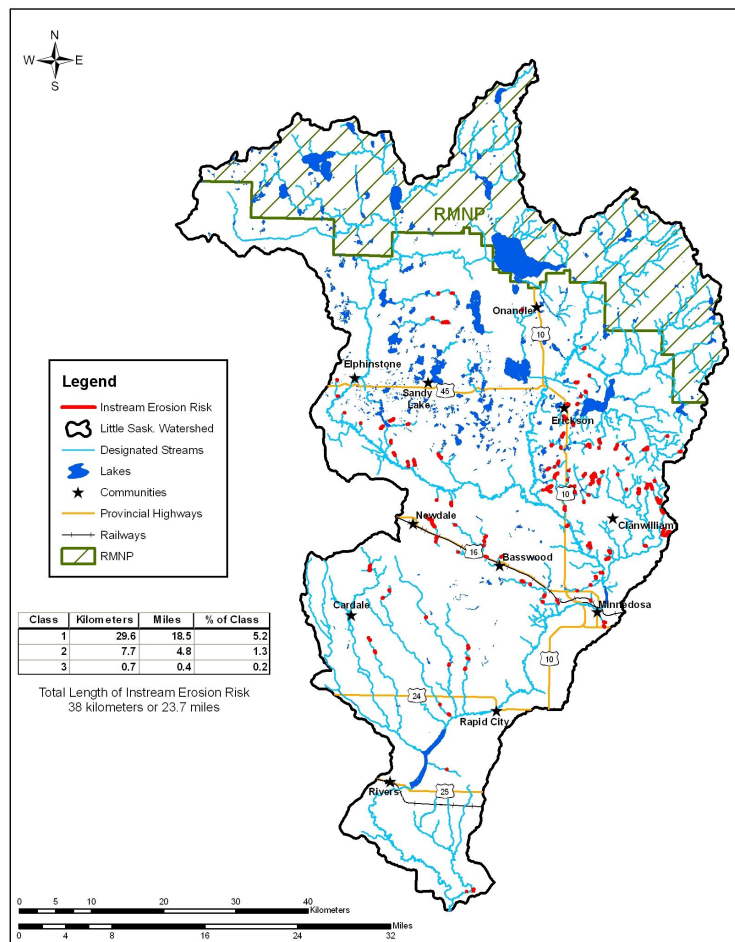 N
W E
S
RMNP
Onanole
10
Elphinstone
Sandy
Lake
45
Erickson
Legend
Instream Erosion Risk
Little Sask. Watershed
Designated Streams
Lakes
Communities
Provincial Highways
Railways
RMNP
10
Newdale
Clanwilliam
16
Basswood
Cardale
Minnedosa
Class Kilometers Miles % of Class
1 29.6 18.5 5.2
2 7.7 4.8 1.3
3 0.7 0.4 0.2
Total Length of Instream Erosion Risk
38 kilometers or 23.7 miles
10
24
Rapid City
Rivers
25
0 5 10 20 30 40
Kilometers
Miles
0 4 8 16 24 32